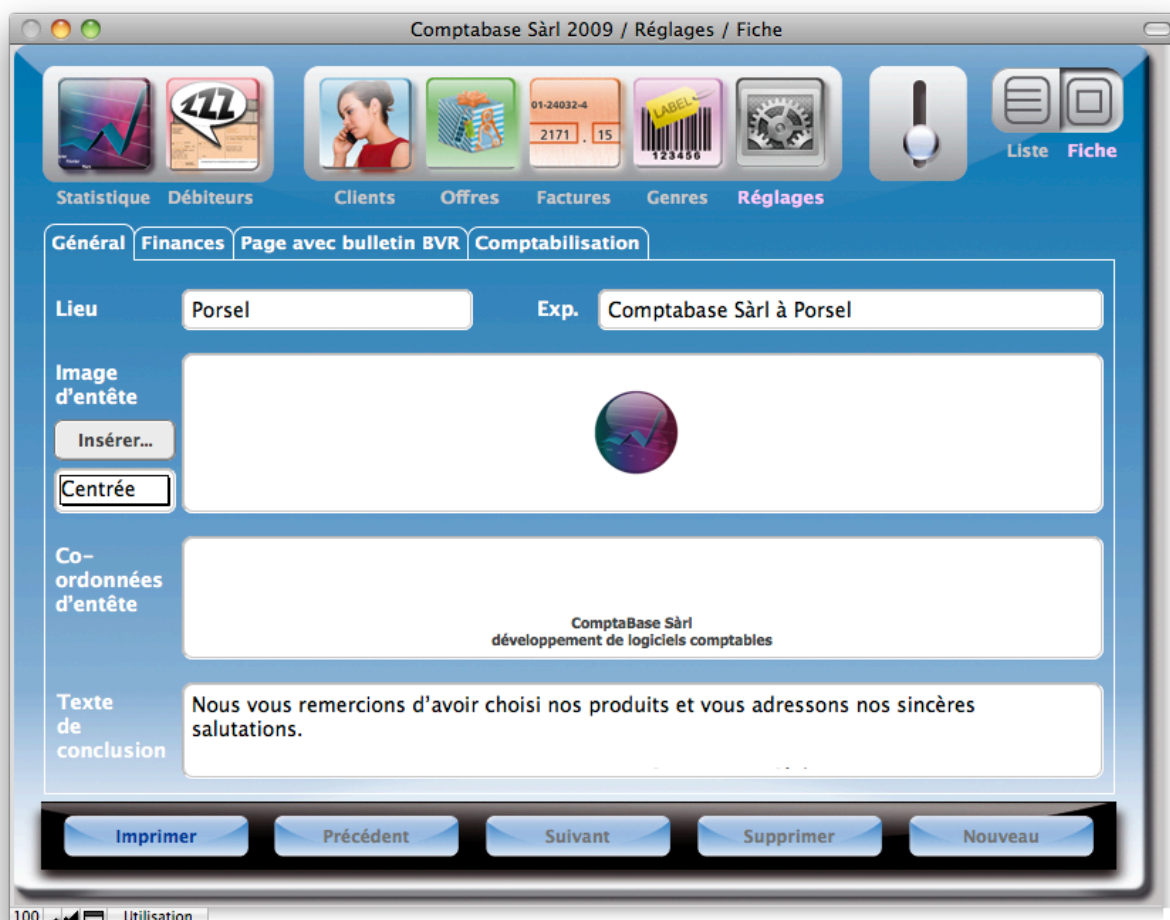 Comptabase Sàrl 2009 / Réglages / Fiche
01-24032-4
2171 . 15
LABEL
123456
Liste Fiche
Statistique Débiteurs Clients Offres Factures Genres Réglages
Général Finances Page avec bulletin BVR Comptabilisation
Lieu Porsel Exp. Comptabase Sàrl à Porsel
Image
d'entête
Insérer...
Centrée
Co-
ordonnées
d'entête
ComptaBase Sàrl
développement de logiciels comptables
Texte
de
conclusion
Nous vous remercions d'avoir choisi nos produits et vous adressons nos sincères
salutations.
Imprimer Précédent Suivant Supprimer Nouveau
100 Utilisation